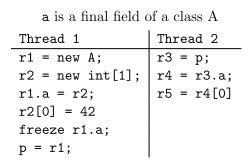 a is a final field of a class A
Thread 1 Thread 2
r1 = new A; r3 = p;
r2 = new int[1]; r4 = r3.a;
r1.a = r2; r5 = r4[0]
r2[0] = 42
freeze r1.a;
p = r1;